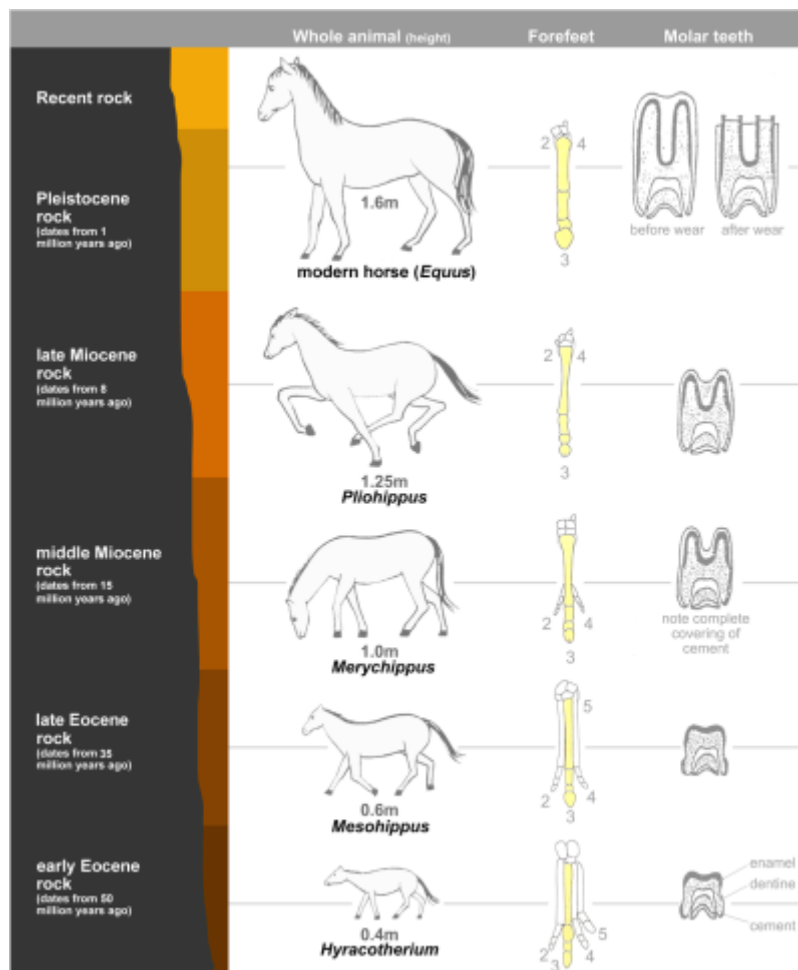 Whole animal (height) Forefeet Molar teeth
Recent rock
2 4
1.6m
before wear after wear
Pleistocene
rock
(dates from 1
million years ago)
3
modern horse (Equus)
late Miocene
rock
(dates from 8
million years ago)
2 4
3
1.25m
Pliohippus
middle Miocene
rock
(dates from 15
million years ago)
2 4
3
note complete
covering of
cement
1.0m
Merychippus
late Eocene
rock
(dates from 35
million years ago)
5
2 4
3
0.6m
Mesohippus
early Eocene
rock
(dates from 50
million years ago)
enamel
dentine
cement
5
2 4
3
0.4m
Hyracotherium